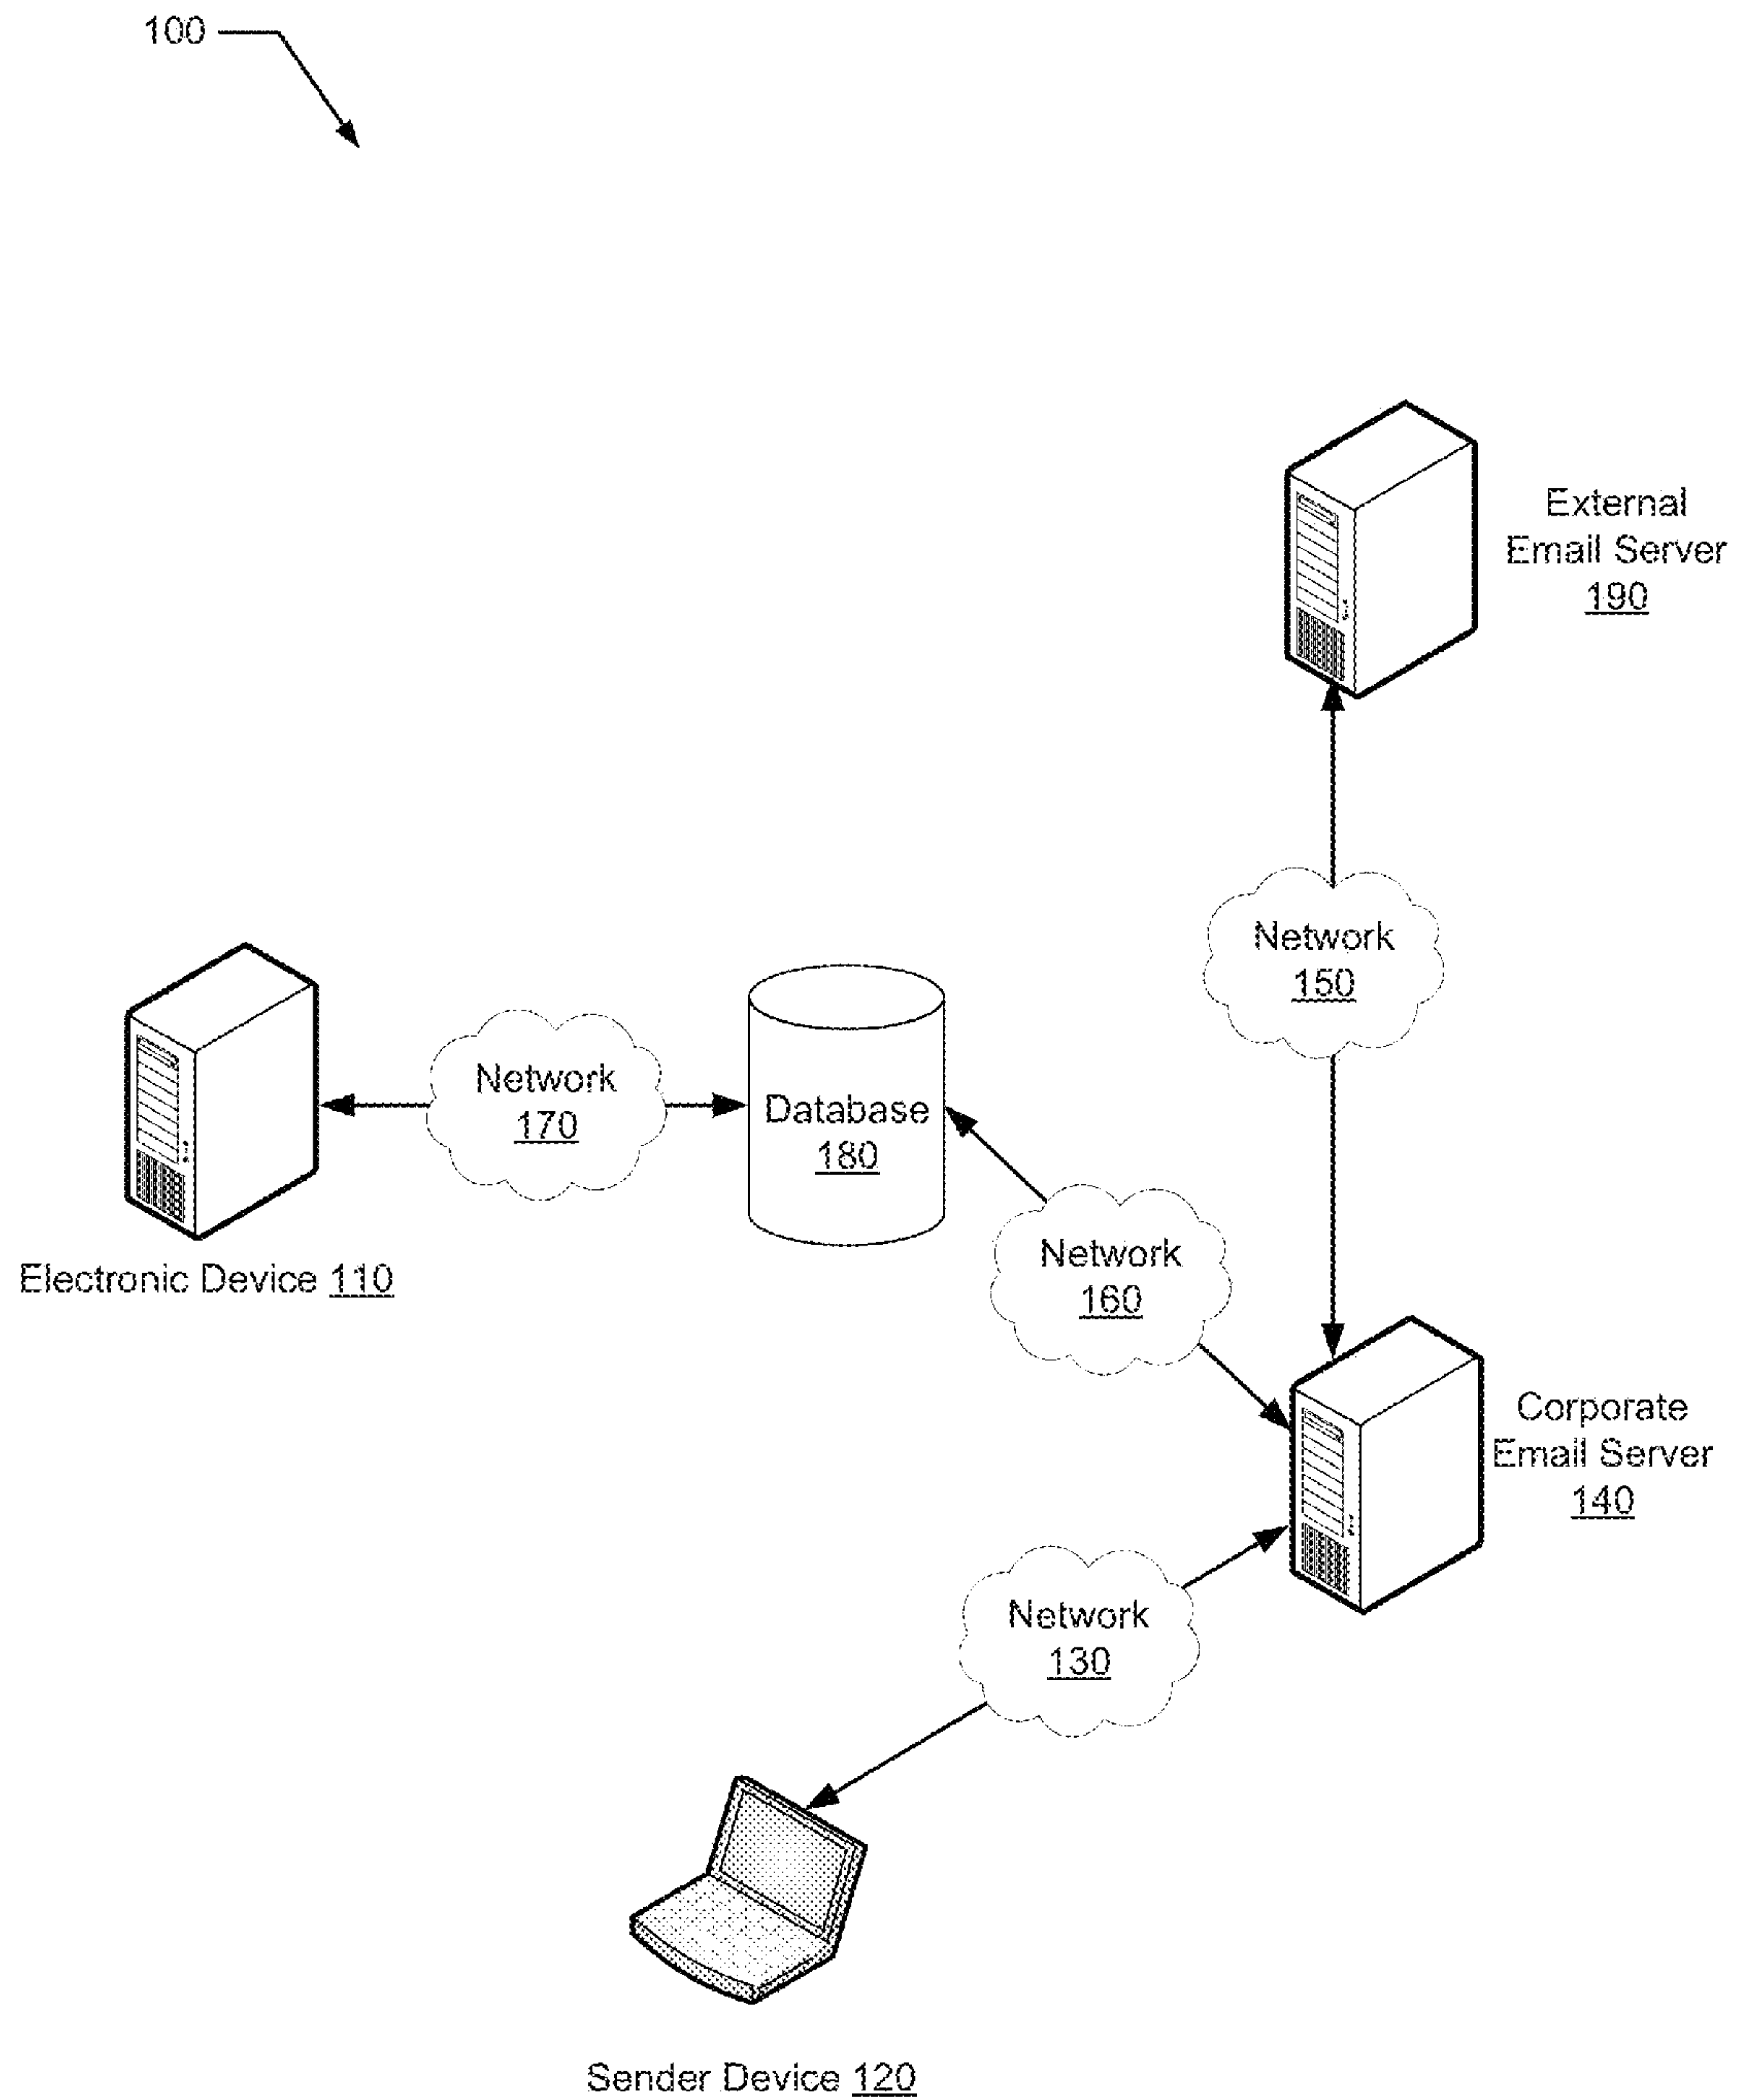 100
External
Email Server
190
Network
150
Network
170
Database
180
Electronic Device 110
Network
160
Corporate
Email Server
140
Network
130
Sender Device 120